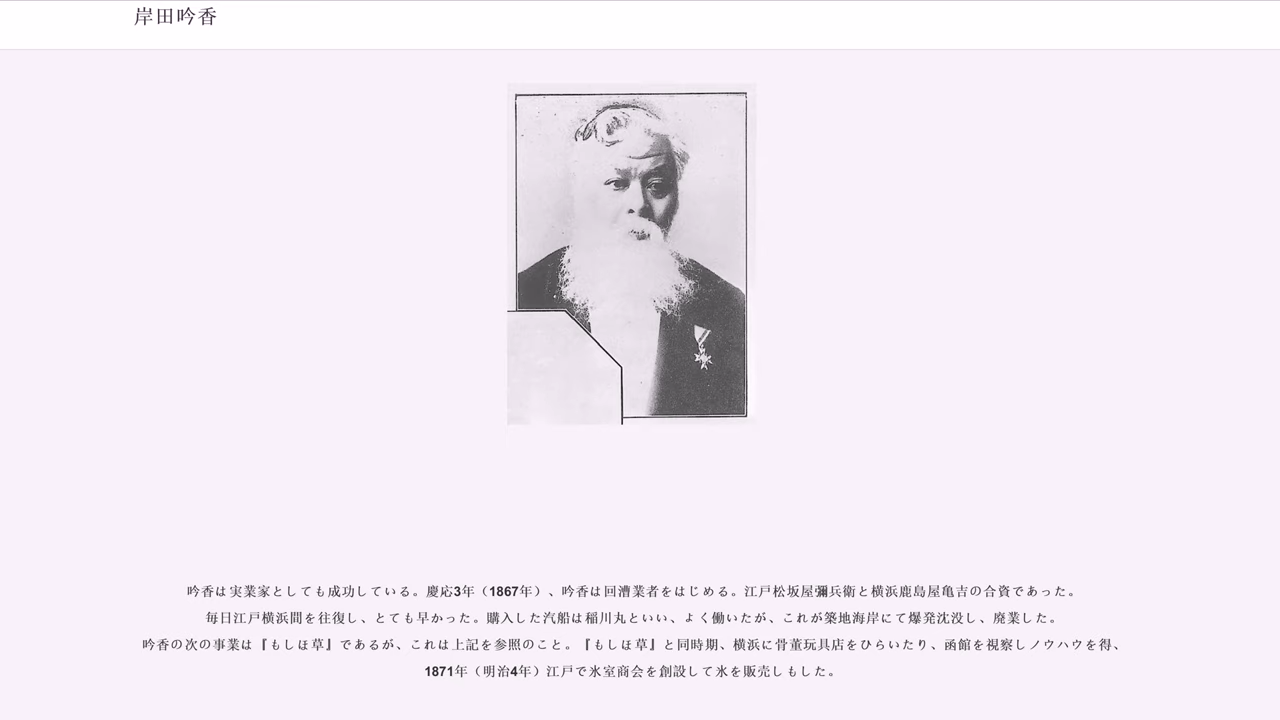 岸田吟香
吟香は実業家としても成功している。慶応3年（1867年）、吟香は回漕業者をはじめる。江戸松坂屋彌兵衛と横浜鹿島屋亀吉の合資であった。
毎日江戸横浜間を往復し、とても早かった。購入した汽船は稲川丸といい、よく働いたが、これが築地海岸にて爆発沈没し、廃業した。
吟香の次の事業は『もしほ草』であるが、これは上記を参照のこと。『もしほ草』と同時期、横浜に骨董玩具店をひらいたり、函館を視察しノウハウを得、
1871年（明治4年）江戸で氷室商会を創設して氷を販売しもした。